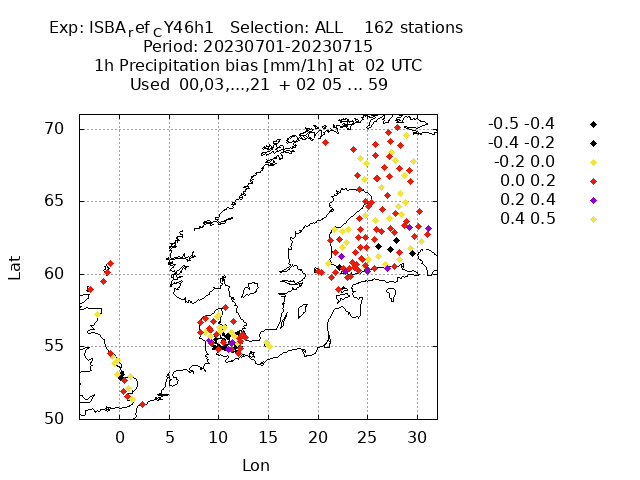 Exp: ISBA_ref_C Y46h1   Selection: ALL    162 stations
Period: 20230701-20230715
1h Precipitation bias [mm/1h] at  02 UTC
Used  00,03,...,21  + 02 05 ... 59
70
65
60
55
50
Lat
0 5 10 15 20 25 30
Lon
-0.5 -0.4
-0.4 -0.2
-0.2 0.0
0.0 0.2
0.2 0.4
0.4 0.5